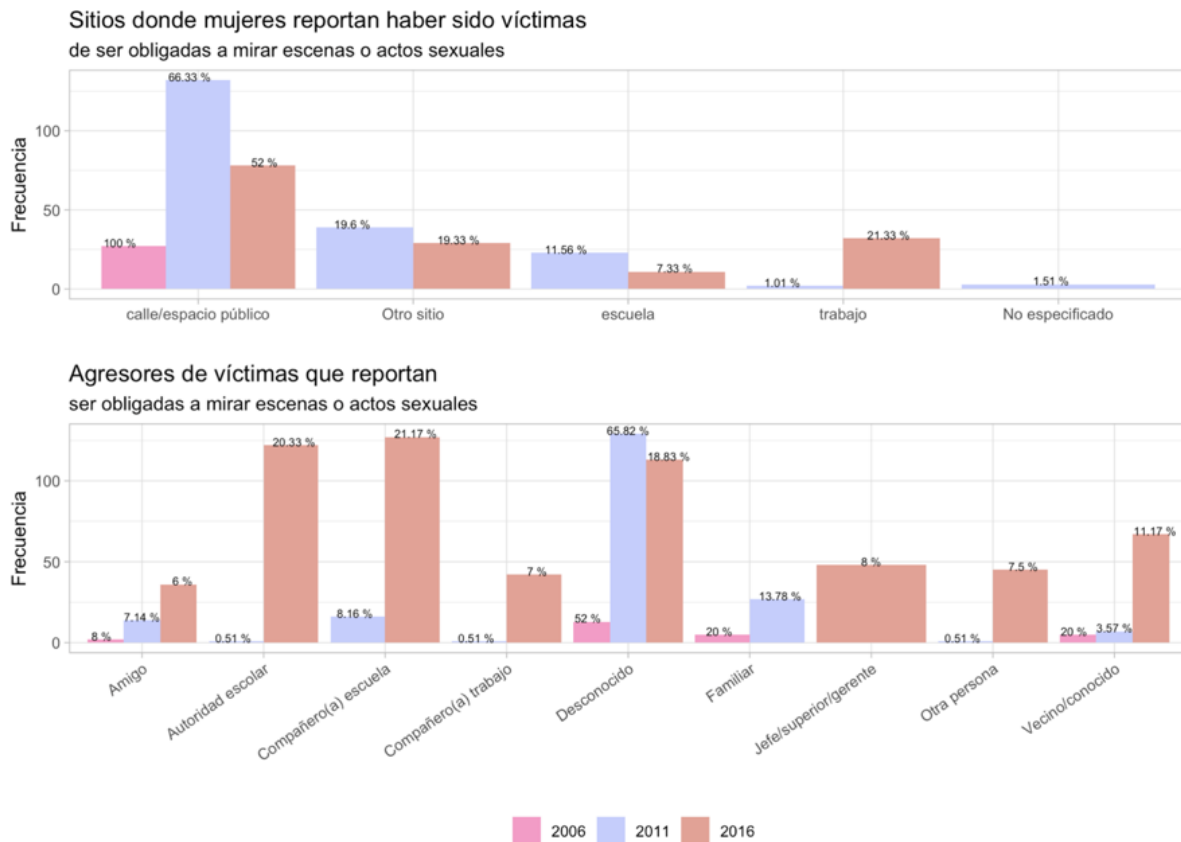 Sitios donde mujeres reportan haber sido víctimas
de ser obligadas a mirar escenas o actos sexuales
Frecuencia
100
50
0
100 %
66.33 %
52 %
19.6 %
19.33 %
11.56 %
7.33 %
1.01 %
21.33 %
1.51 %
calle/espacio público
Otro sitio
escuela
trabajo
No especificado
Agresores de víctimas que reportan
ser obligadas a mirar escenas o actos sexuales
Frecuencia
100
50
0
8 %
7.14 %
6 %
0.51 %
20.33 %
8.16 %
21.17 %
0.51 %
7 %
52 %
65.82 %
18.83 %
20 %
13.78 %
8 %
0.51 %
7.5 %
20 %
3.57 %
11.17 %
Amigo
Autoridad escolar
Compañero(a) escuela
Compañero(a) trabajo
Desconocido
Familiar
Jefe/superior/gerente
Otra persona
Vecino/conocido
2006
2011
2016